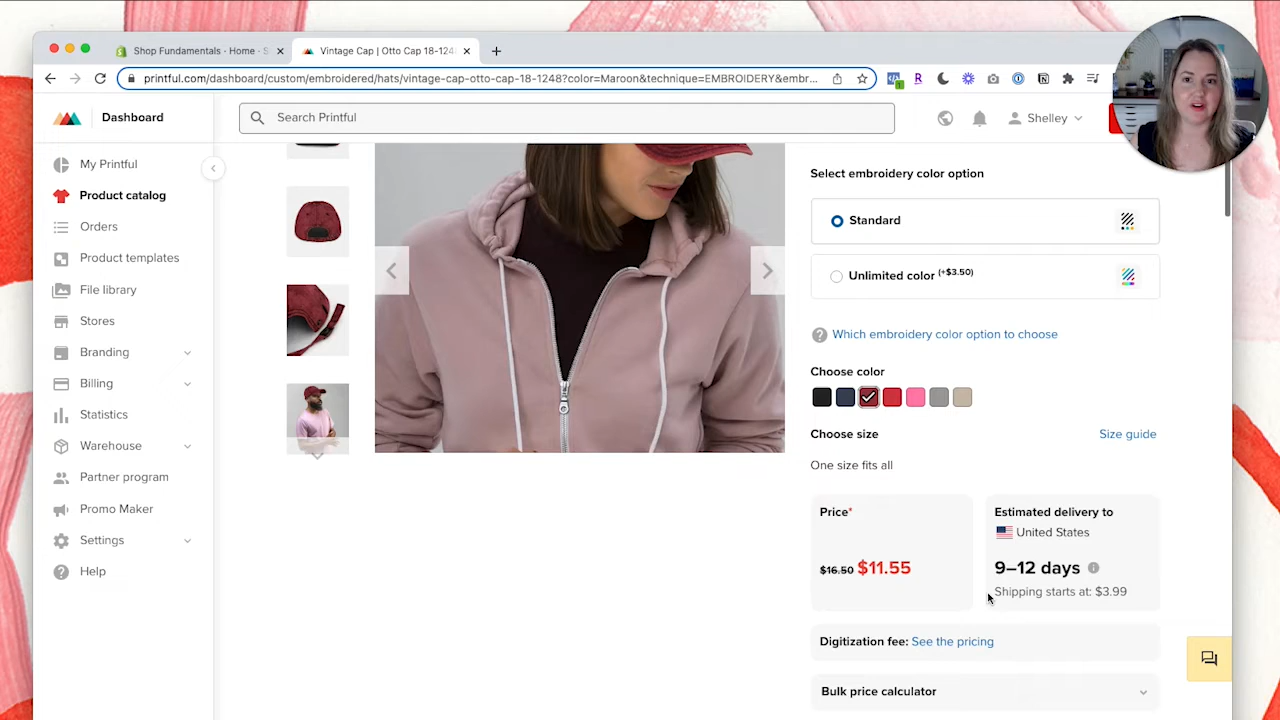 Shop Fundamentals · Home · S
Vintage Cap | Otto Cap 18-124
printful.com/dashboard/custom/embroidered/hats/vintage-cap-otto-cap-18-1248?color=Maroon&technique=EMBROIDERY&embr...
1
R
Dashboard
Search Printful
Shelley
My Printful
Product catalog
Orders
Product templates
File library
Stores
Branding
Billing
Statistics
Warehouse
Partner program
Promo Maker
Settings
Help
Select embroidery color option
Standard
Unlimited color (+$3.50)
Which embroidery color option to choose
Choose color
Choose size
Size guide
One size fits all
Price*
$16.50 $11.55
Estimated delivery to
United States
9–12 days
Shipping starts at: $3.99
Digitization fee: See the pricing
Bulk price calculator